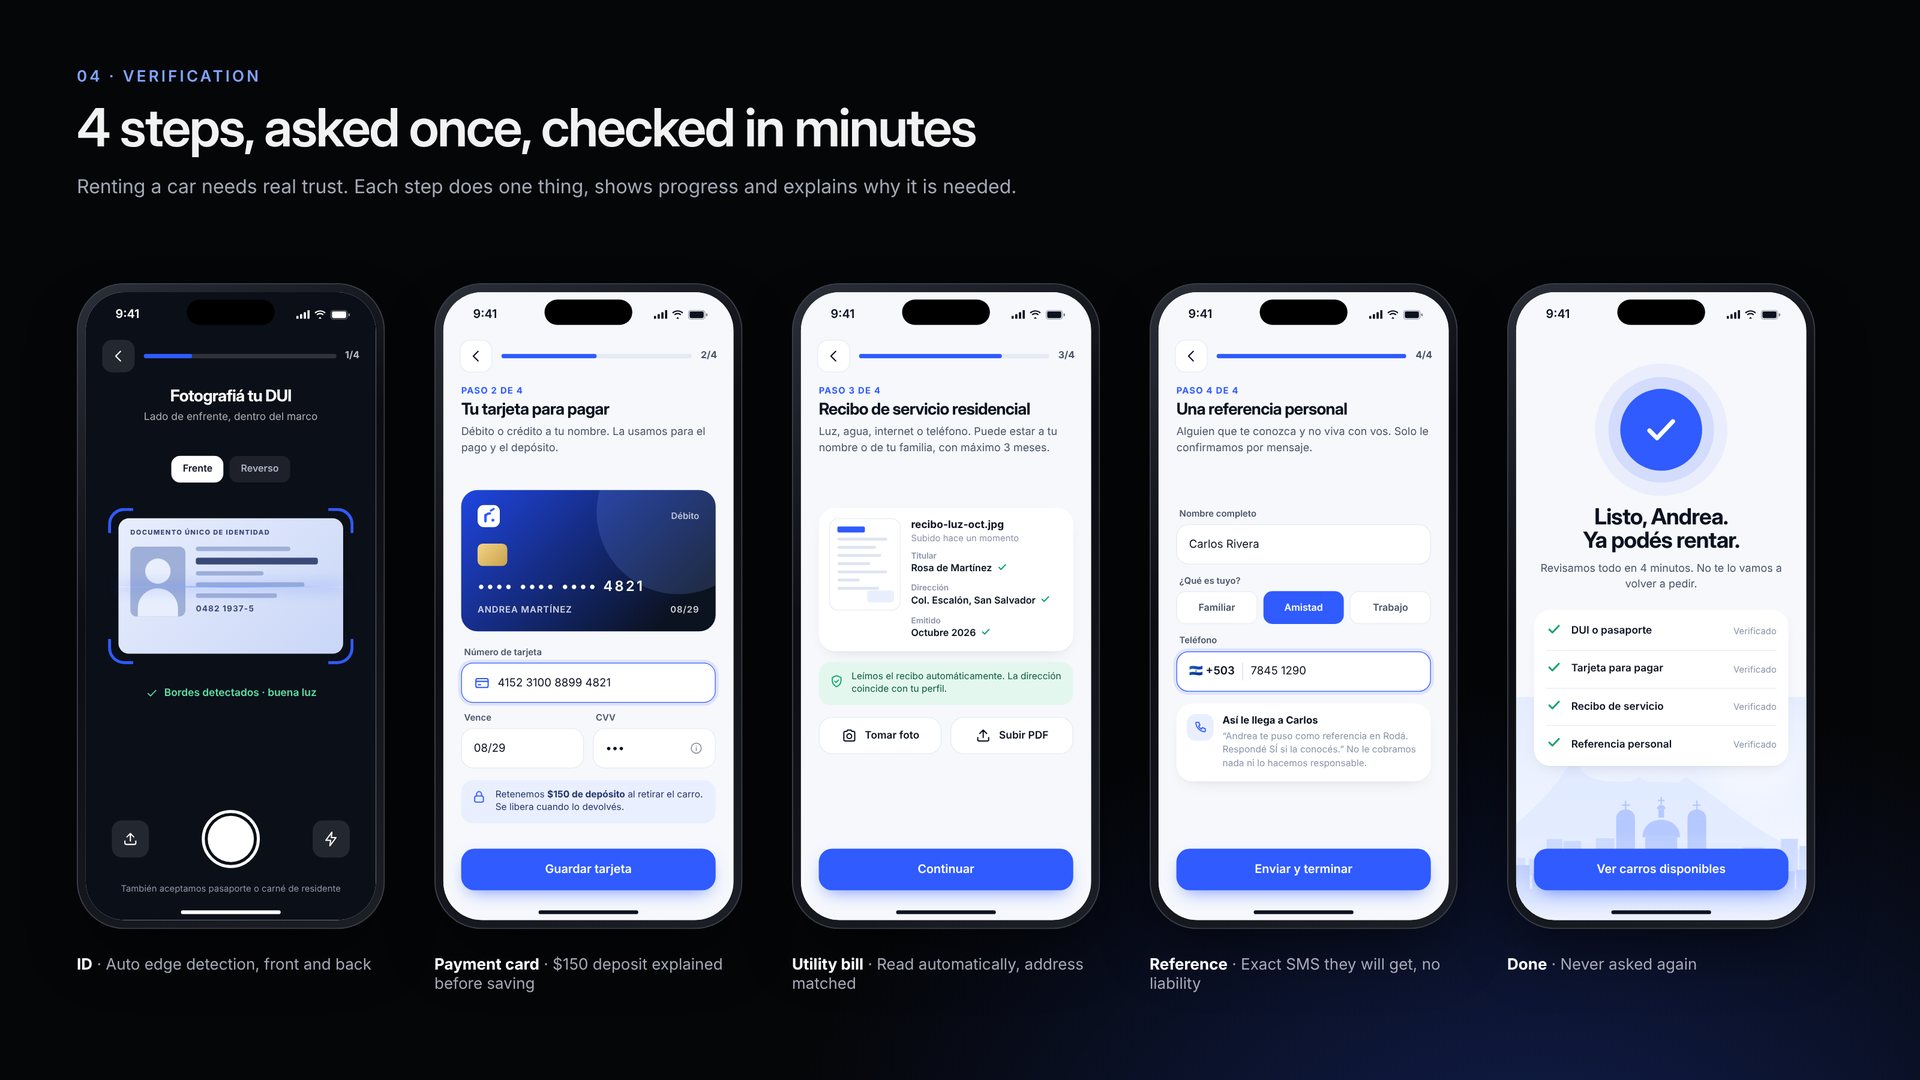 04 · VERIFICATION
4 steps, asked once, checked in minutes
Renting a car needs real trust. Each step does one thing, shows progress and explains why it is needed.
9:41
1/4
Fotografiá tu DUI
Lado de enfrente, dentro del marco
Frente
Reverso
DOCUMENTO ÚNICO DE IDENTIDAD
0482 1937-5
Bordes detectados · buena luz
También aceptamos pasaporte o carné de residente
ID · Auto edge detection, front and back
9:41
2/4
PASO 2 DE 4
Tu tarjeta para pagar
Débito o crédito a tu nombre. La usamos para el
pago y el depósito.
Débito
•••• •••• •••• 4821
ANDREA MARTÍNEZ
08/29
Número de tarjeta
4152 3100 8899 4821
Vence
CVV
08/29
•••
Retenemos $150 de depósito al retirar el carro.
Se libera cuando lo devolvés.
Guardar tarjeta
Payment card · $150 deposit explained
before saving
9:41
3/4
PASO 3 DE 4
Recibo de servicio residencial
Luz, agua, internet o teléfono. Puede estar a tu
nombre o de tu familia, con máximo 3 meses.
recibo-luz-oct.jpg
Subido hace un momento
Titular
Rosa de Martínez
Dirección
Col. Escalón, San Salvador
Emitido
Octubre 2026
Leímos el recibo automáticamente. La dirección
coincide con tu perfil.
Tomar foto
Subir PDF
Continuar
Utility bill · Read automatically, address
matched
9:41
4/4
PASO 4 DE 4
Una referencia personal
Alguien que te conozca y no viva con vos. Solo le
confirmamos por mensaje.
Nombre completo
Carlos Rivera
¿Qué es tuyo?
Familiar
Amistad
Trabajo
Teléfono
+503
7845 1290
Así le llega a Carlos
“Andrea te puso como referencia en Rodá.
Respondé SÍ si la conocés.” No le cobramos
nada ni lo hacemos responsable.
Enviar y terminar
Reference · Exact SMS they will get, no
liability
9:41
Listo, Andrea.
Ya podés rentar.
Revisamos todo en 4 minutos. No te lo vamos a
volver a pedir.
DUI o pasaporte
Verificado
Tarjeta para pagar
Verificado
Recibo de servicio
Verificado
Referencia personal
Verificado
Ver carros disponibles
Done · Never asked again